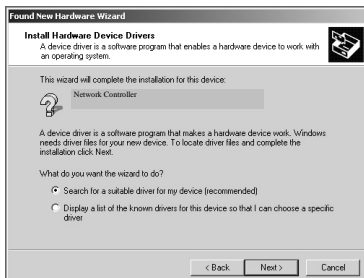 Found New Hardware Wizard
Install Hardware Device Drivers
A device driver is a software program that enables a hardware device to work with
an operating system.
This wizard will complete the installation for this device:
Network Controller
A device driver is a software program that makes a hardware device work. Windows
needs driver files for your new device. To locate driver files and complete the
installation click Next.
What do you want the wizard to do?
Search for a suitable driver for my device (recommended)
Display a list of the known drivers for this device so that I can choose a specific
driver
< Back
Next >
Cancel